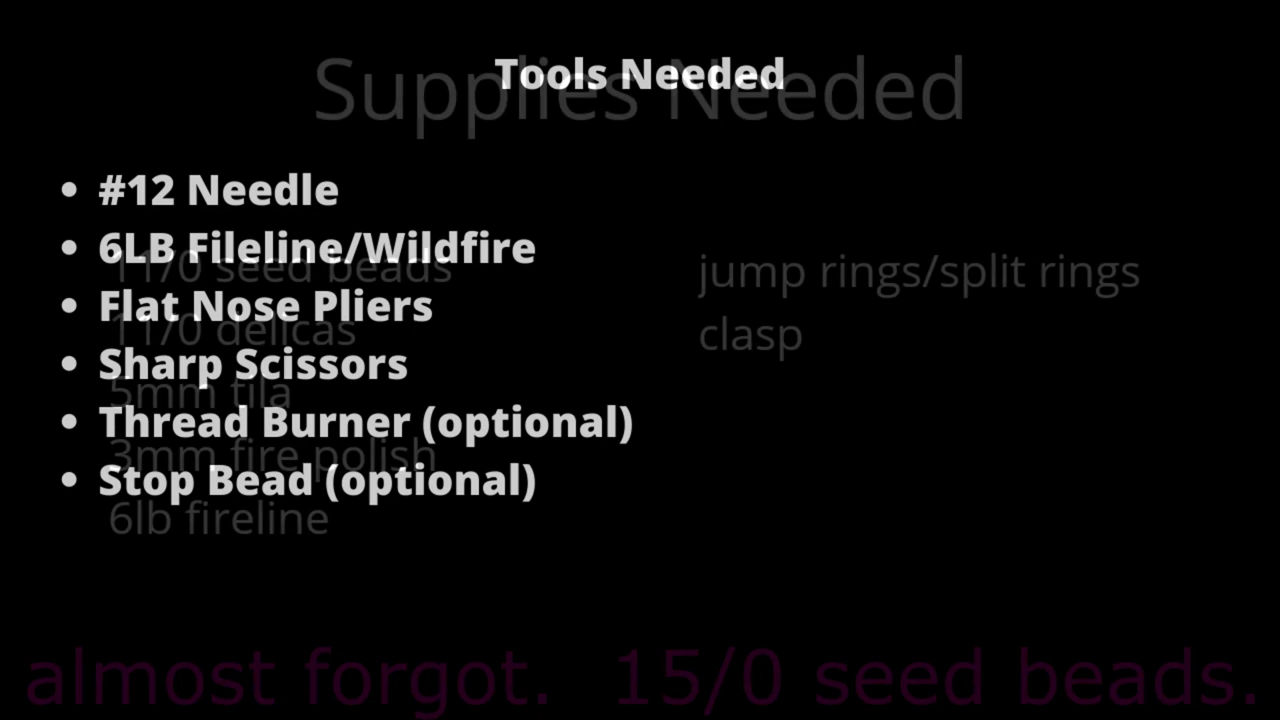 Tools Needed
Supplies Needed
• #12 Needle
• 6LB Fileline/Wildfire
• Flat Nose Pliers
• Sharp Scissors
• Thread Burner (optional)
• Stop Bead (optional)
11/0 seed beads
11/0 delicas
5mm tila
3mm fire polish
6lb fireline
jump rings/split rings
clasp
almost forgot. 15/0 seed beads.